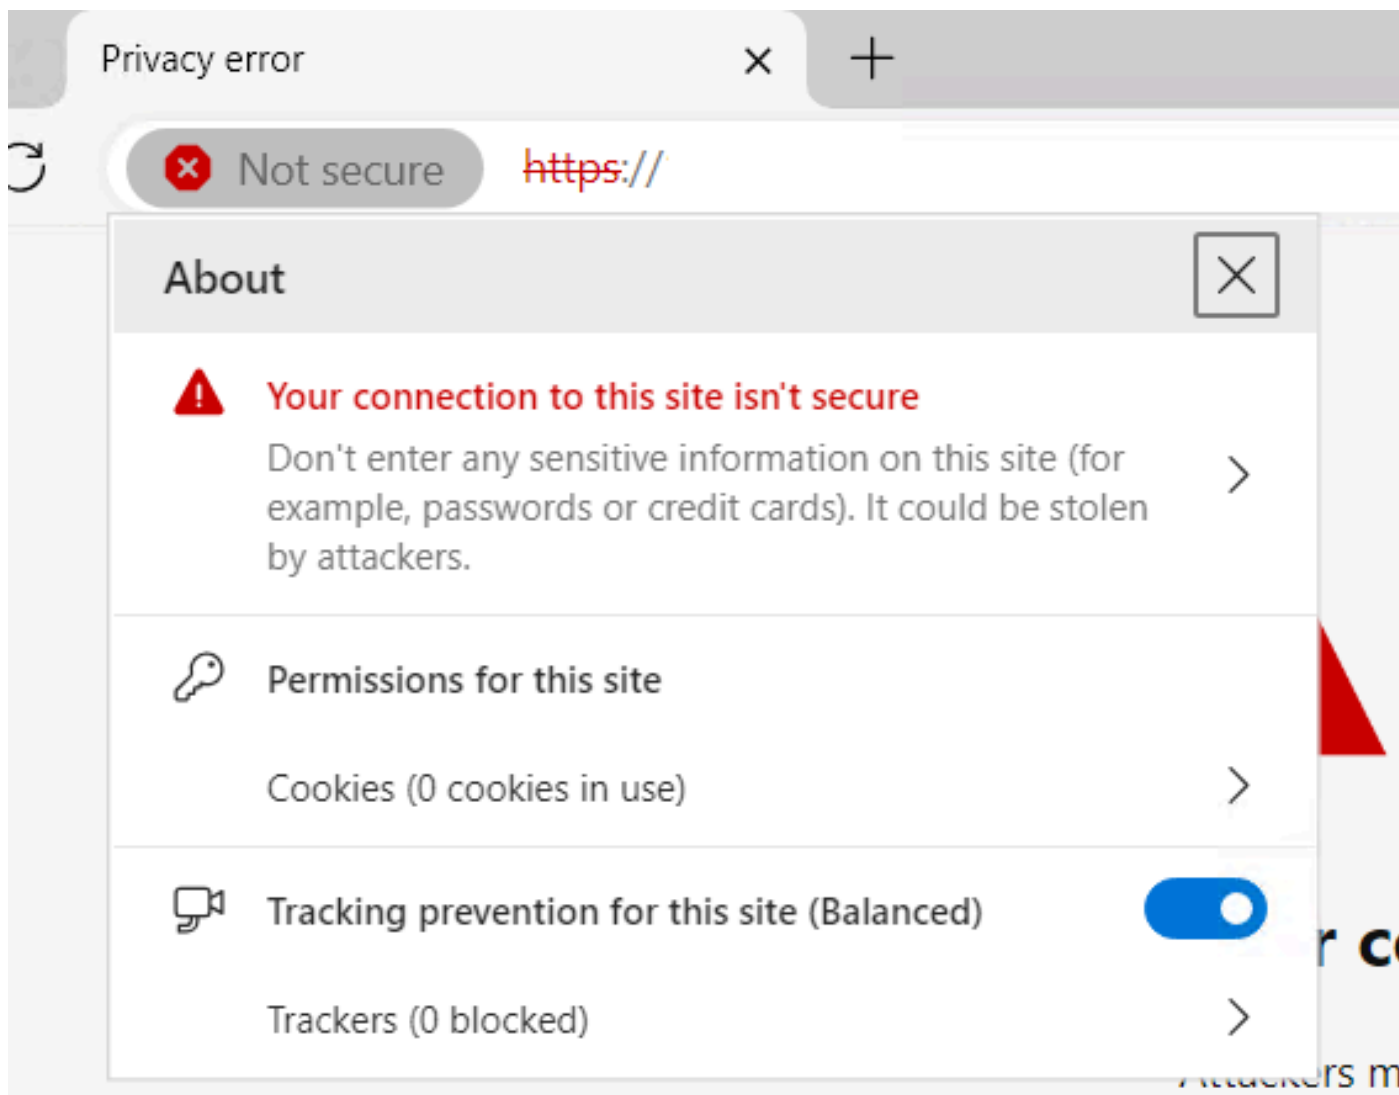 Privacy error
Not secure https://
About
Your connection to this site isn't secure
Don't enter any sensitive information on this site (for
example, passwords or credit cards). It could be stolen
by attackers.
Permissions for this site
Cookies (0 cookies in use)
Tracking prevention for this site (Balanced)
Trackers (0 blocked)